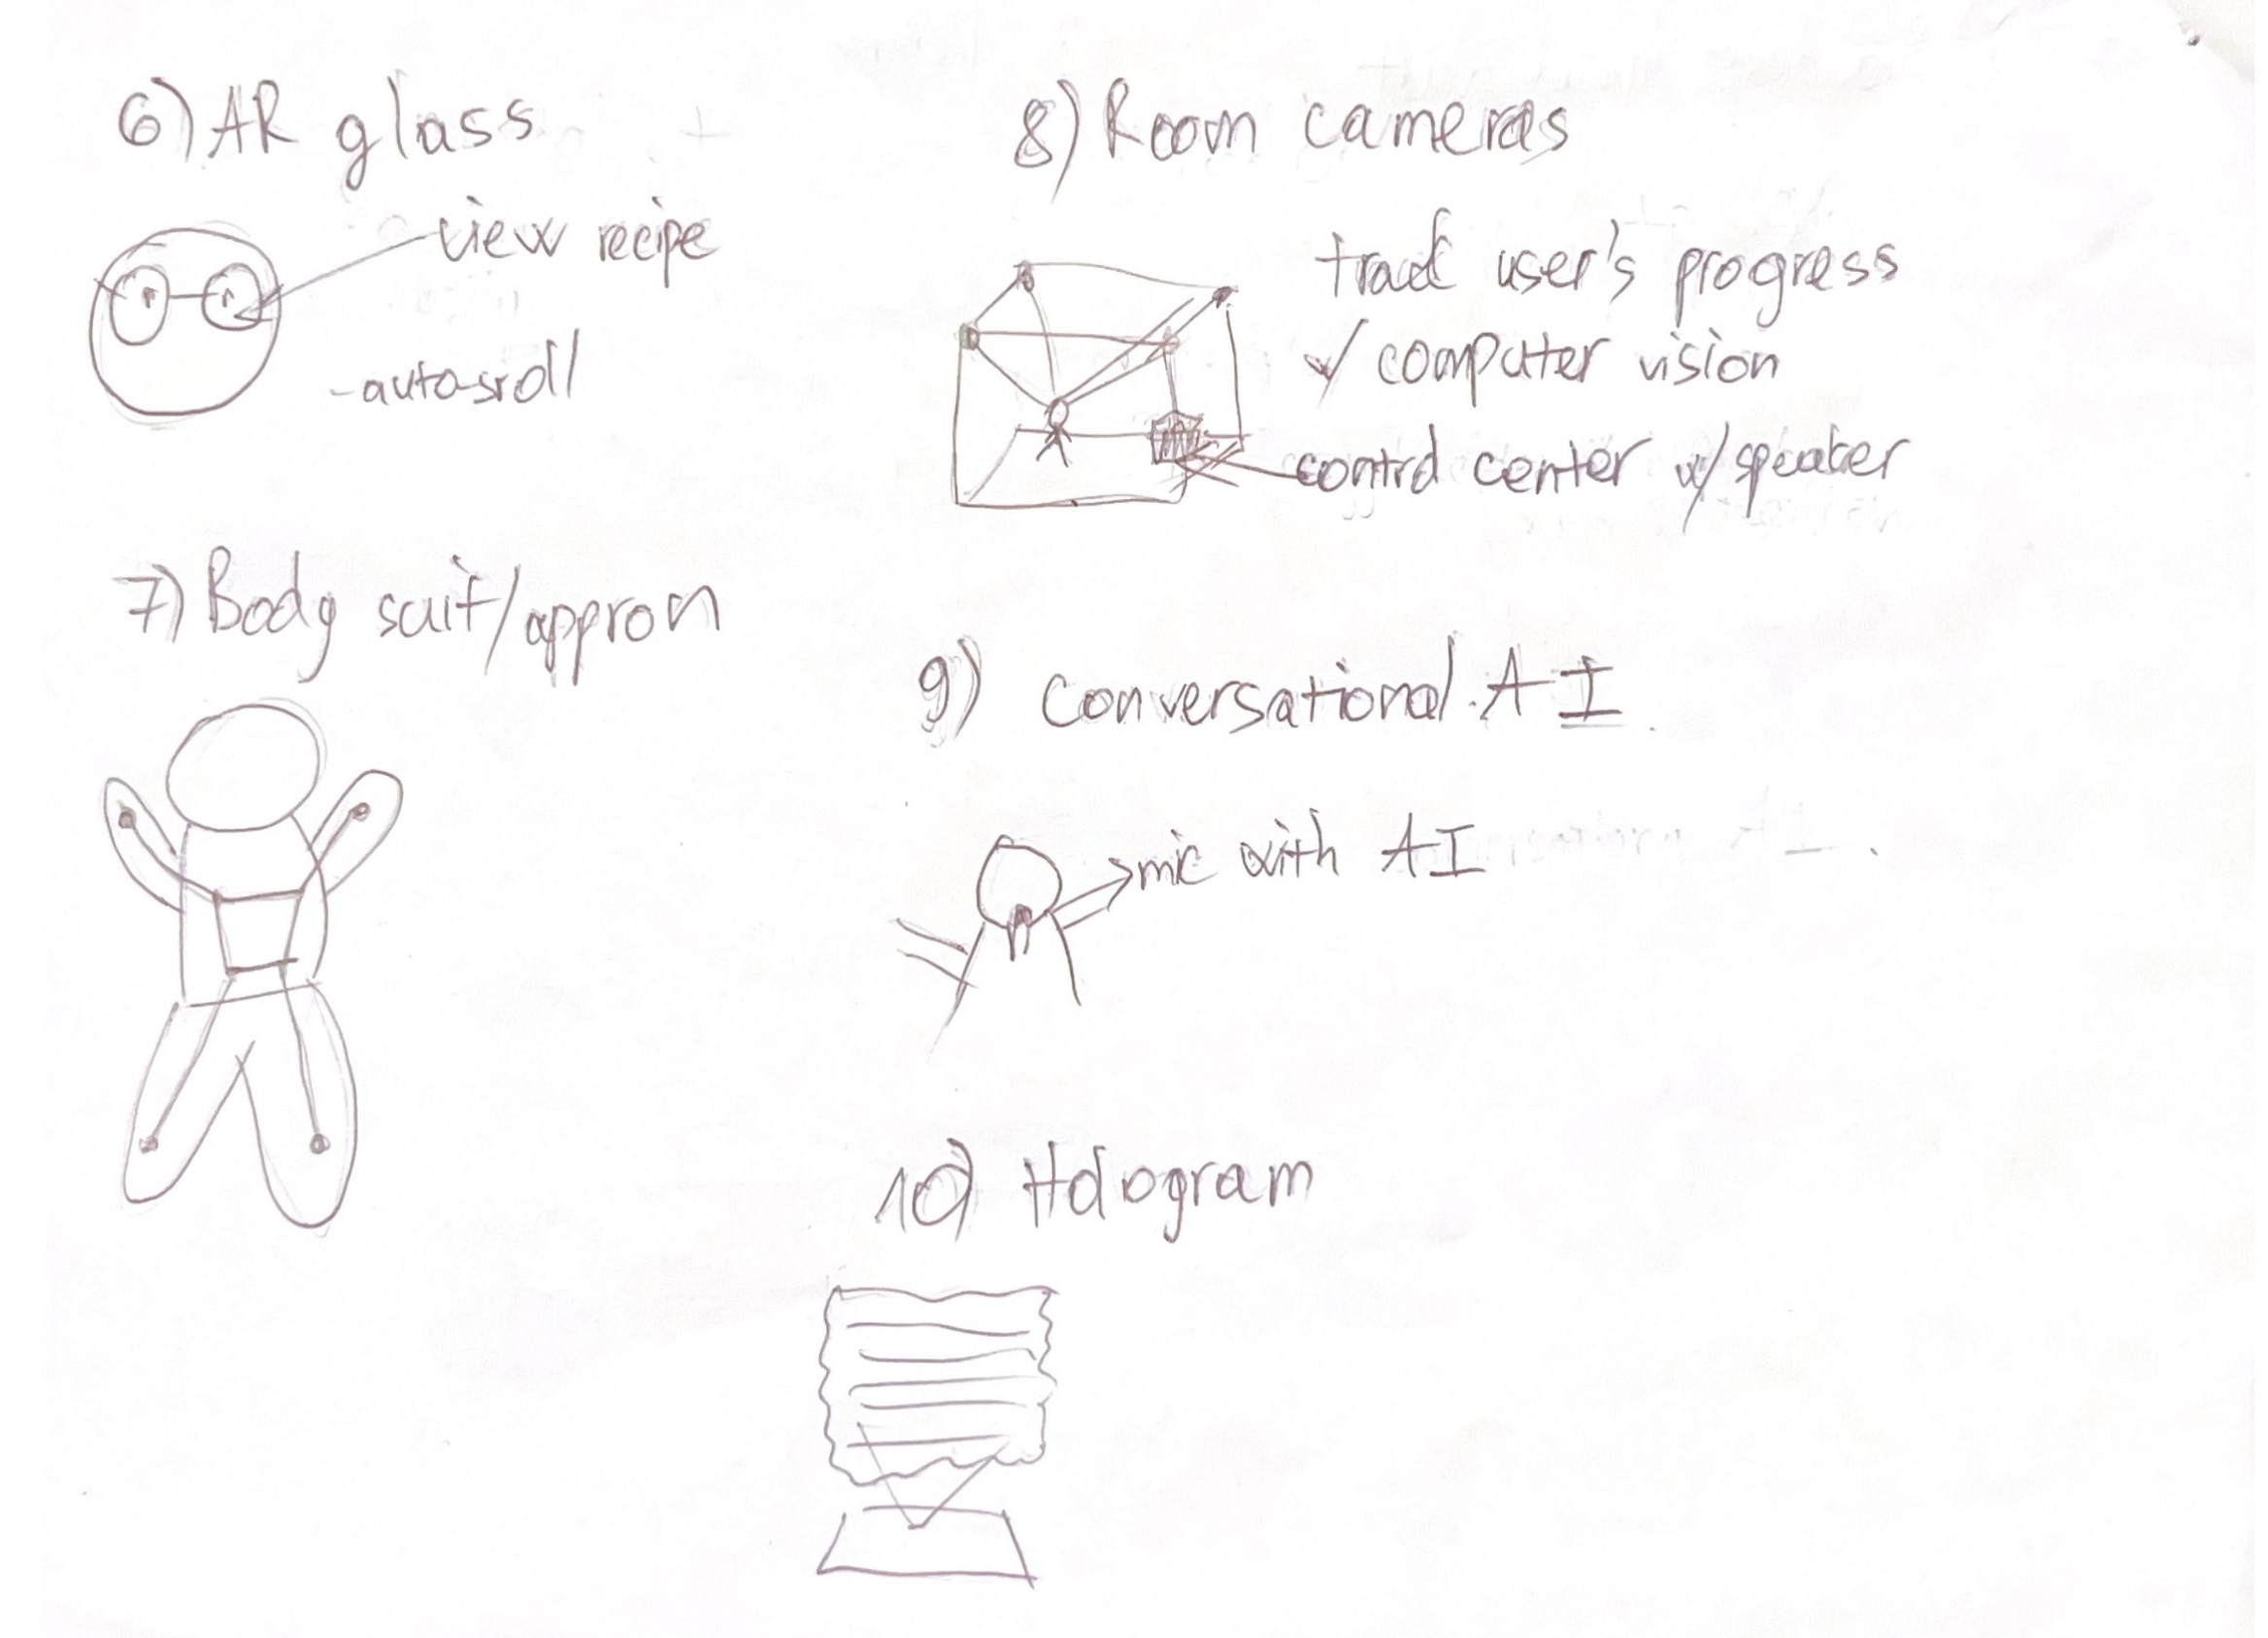 6) AR glass
view recipe
-auto-sroll
7) Body suit/appron
8) Room cameras
track user's progress
w/ computer vision
control center w/ speaker
9) Conversational AI
mic with AI
10) Hologram